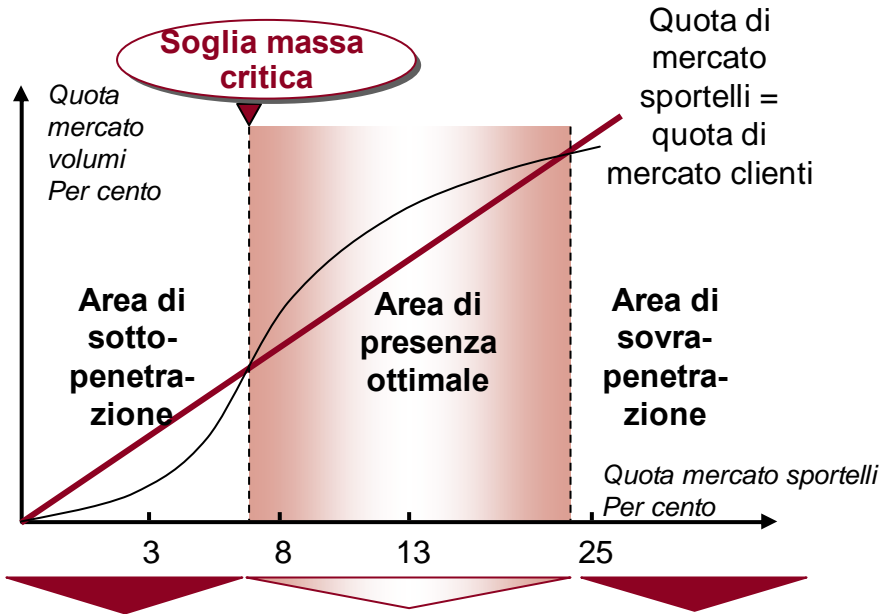 Soglia massa
critica
Quota di
mercato
sportelli =
quota di
mercato clienti
Quota
mercato
volumi
Per cento
Area di
sotto-
penetra-
zione
Area di
presenza
ottimale
Area di
sovra-
penetra-
zione
Quota mercato sportelli
Per cento
3 8 13 25